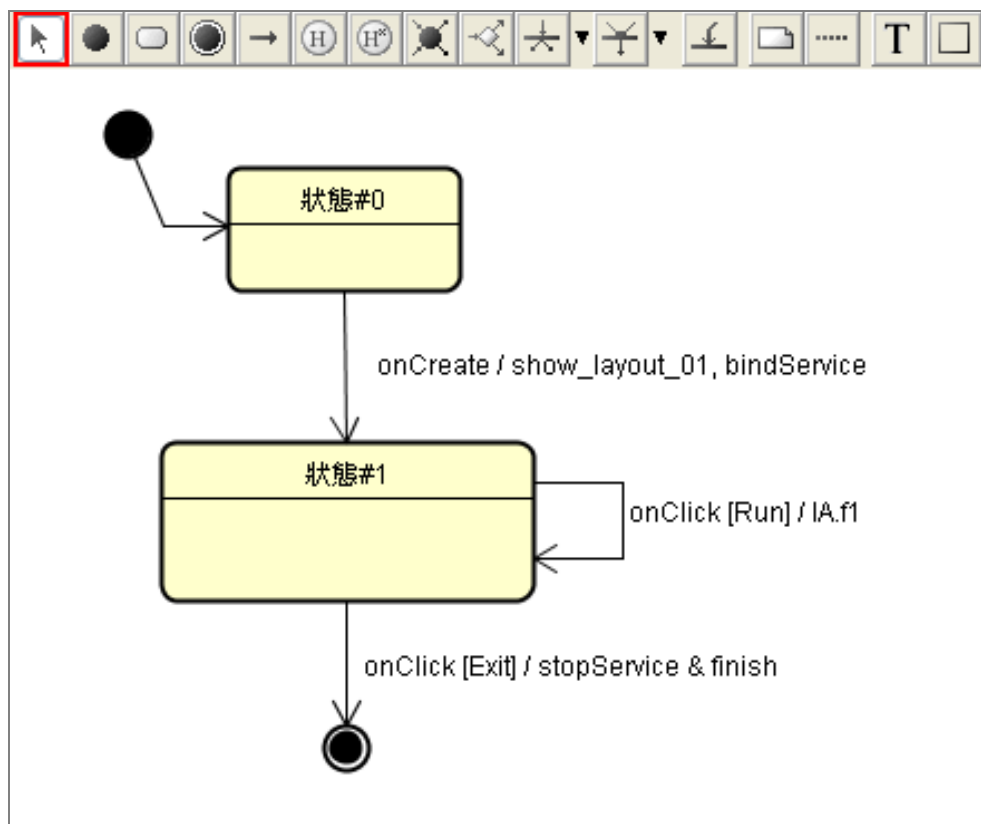 H
H*
T
狀態#0
onCreate / show_layout_01, bindService
狀態#1
onClick [Run] / IA.f1
onClick [Exit] / stopService & finish